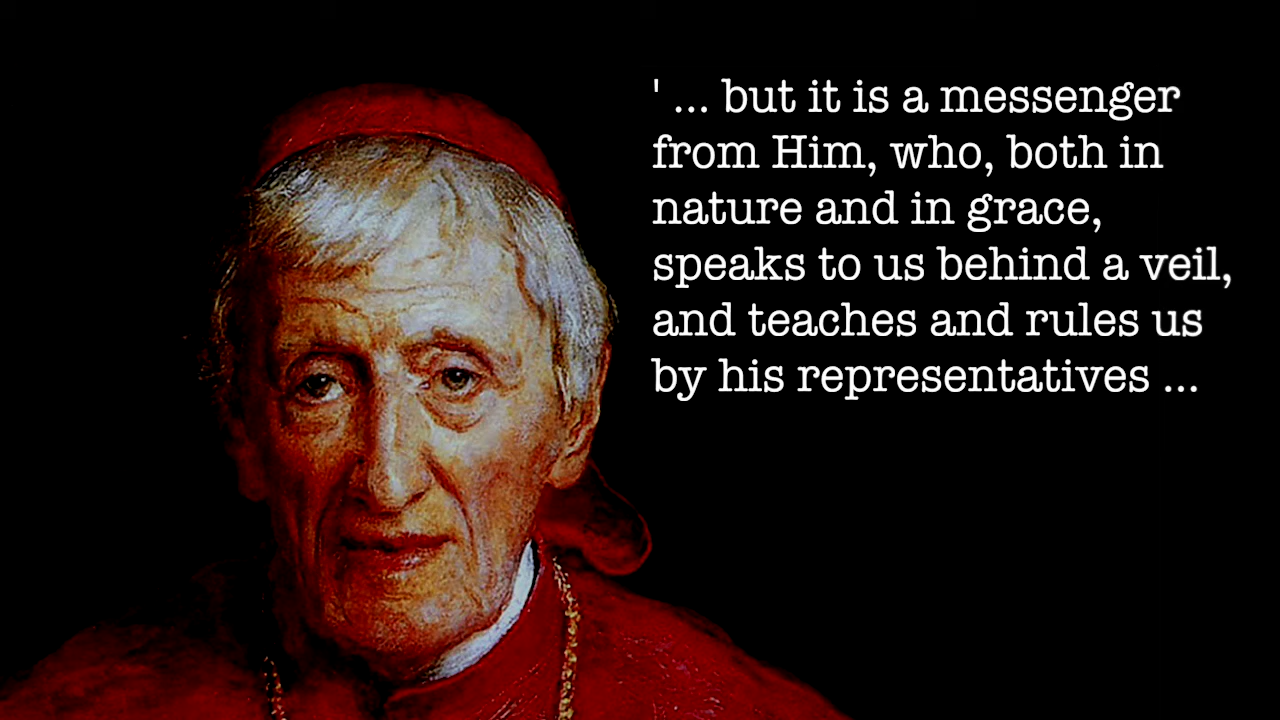 ' ... but it is a messenger
from Him, who, both in
nature and in grace,
speaks to us behind a veil,
and teaches and rules us
by his representatives ...